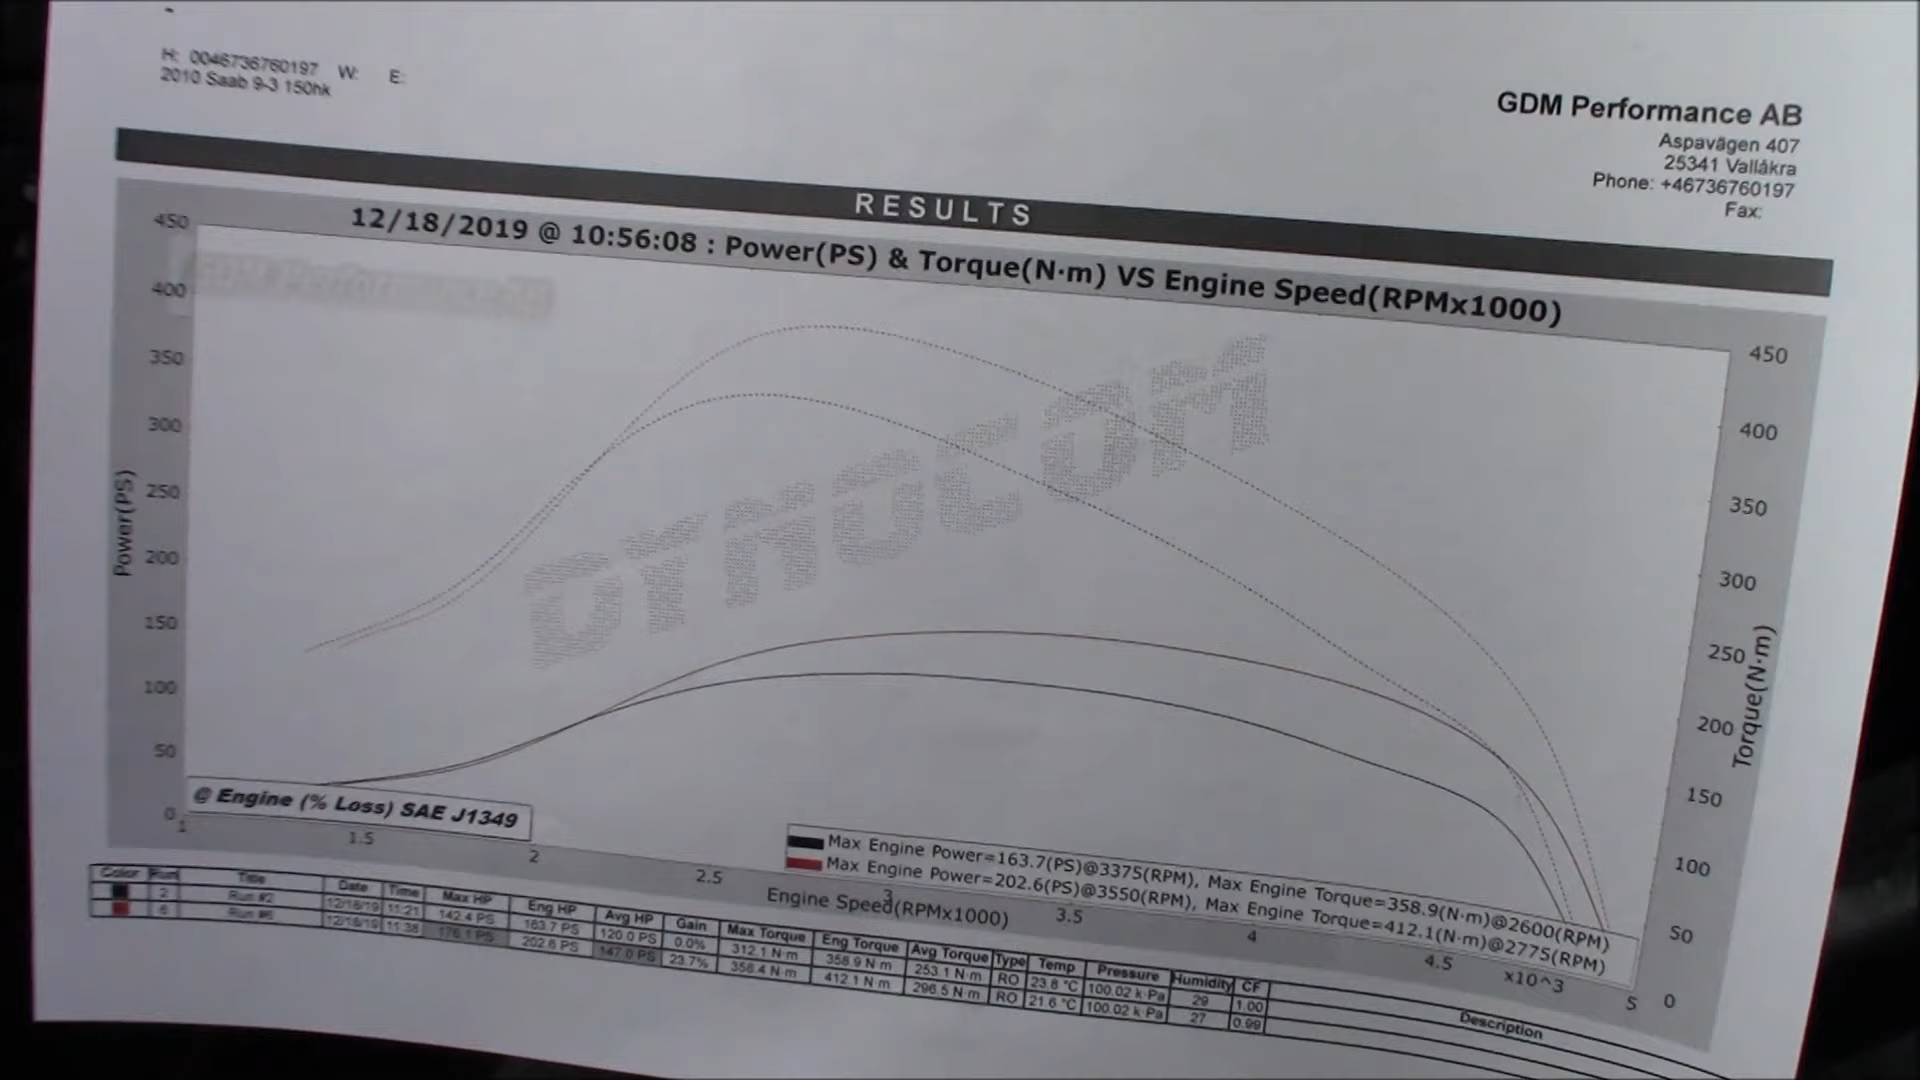 H: 0046736760197 W: E:
2010 Saab 9-3 150hk
GDM Performance AB
Aspavägen 407
25341 Vallåkra
Phone: +46736760197
Fax:
RESULTS
12/18/2019 @ 10:56:08 : Power(PS) & Torque(N·m) VS Engine Speed(RPMx1000)
450
400
350
300
250
200
150
100
50
0
Power(PS)
DYNOCOM
450
400
350
300
250
200
150
100
50
0
Torque(N·m)
@ Engine (% Loss) SAE J1349
1 1.5 2 2.5 3 3.5 4 4.5 5
x10^3
Engine Speed(RPMx1000)
Max Engine Power=163.7(PS)@3375(RPM), Max Engine Torque=358.9(N·m)@2600(RPM)
Max Engine Power=202.6(PS)@3550(RPM), Max Engine Torque=412.1(N·m)@2775(RPM)
Color Run Title Date Time Max HP Eng HP Avg HP Gain Max Torque Eng Torque Avg Torque Type Temp Pressure Humidity CF Description
2 Run #2 12/18/19 11:21 142.4 PS 163.7 PS 120.0 PS 0.0% 312.1 N·m 358.9 N·m 253.1 N·m RO 23.8 °C 100.02 k·Pa 29 1.00
6 Run #6 12/18/19 11:38 176.1 PS 202.6 PS 147.0 PS 23.7% 358.4 N·m 412.1 N·m 296.5 N·m RO 21.6 °C 100.02 k·Pa 27 0.99